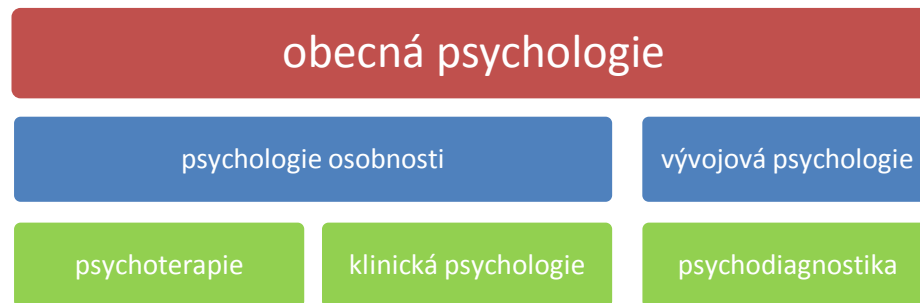 obecná psychologie
psychologie osobnosti
vývojová psychologie
psychoterapie
klinická psychologie
psychodiagnostika